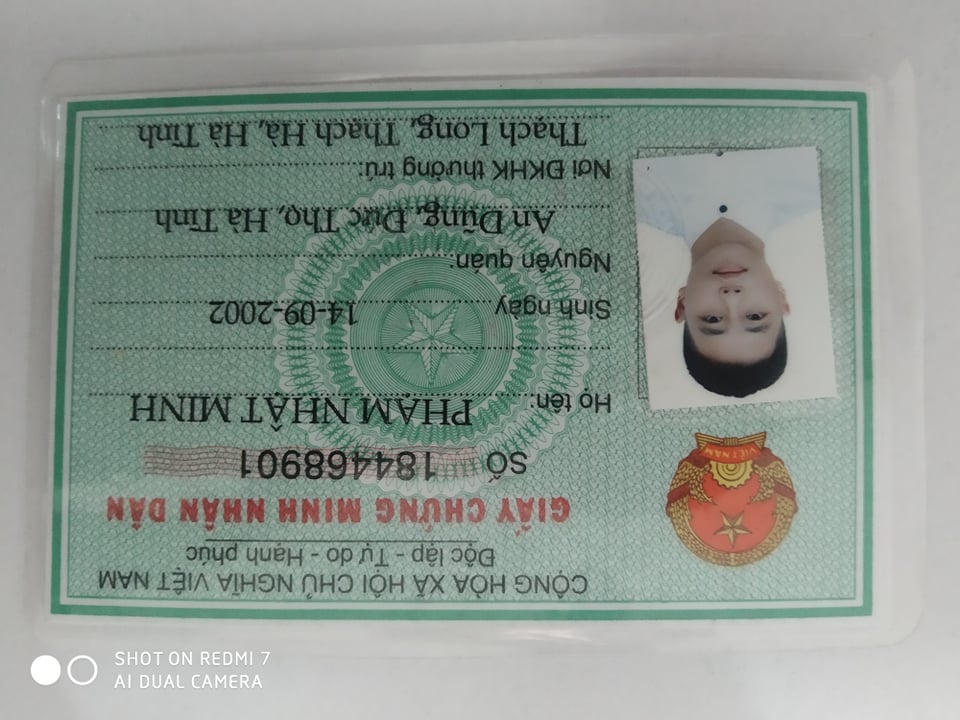 SHOT ON REDMI 7
AI DUAL CAMERA
CỘNG HÒA XÃ HỘI CHỦ NGHĨA VIỆT NAM
Độc lập - Tự do - Hạnh phúc
GIẤY CHỨNG MINH NHÂN DÂN
SỐ 184468901
VIỆT NAM
Họ tên: PHẠM NHẬT MINH
Sinh ngày 14-09-2002
Nguyên quán:
An Dũng, Đức Thọ, Hà Tĩnh
Nơi ĐKHK thường trú:
Thạch Long, Thạch Hà, Hà Tĩnh